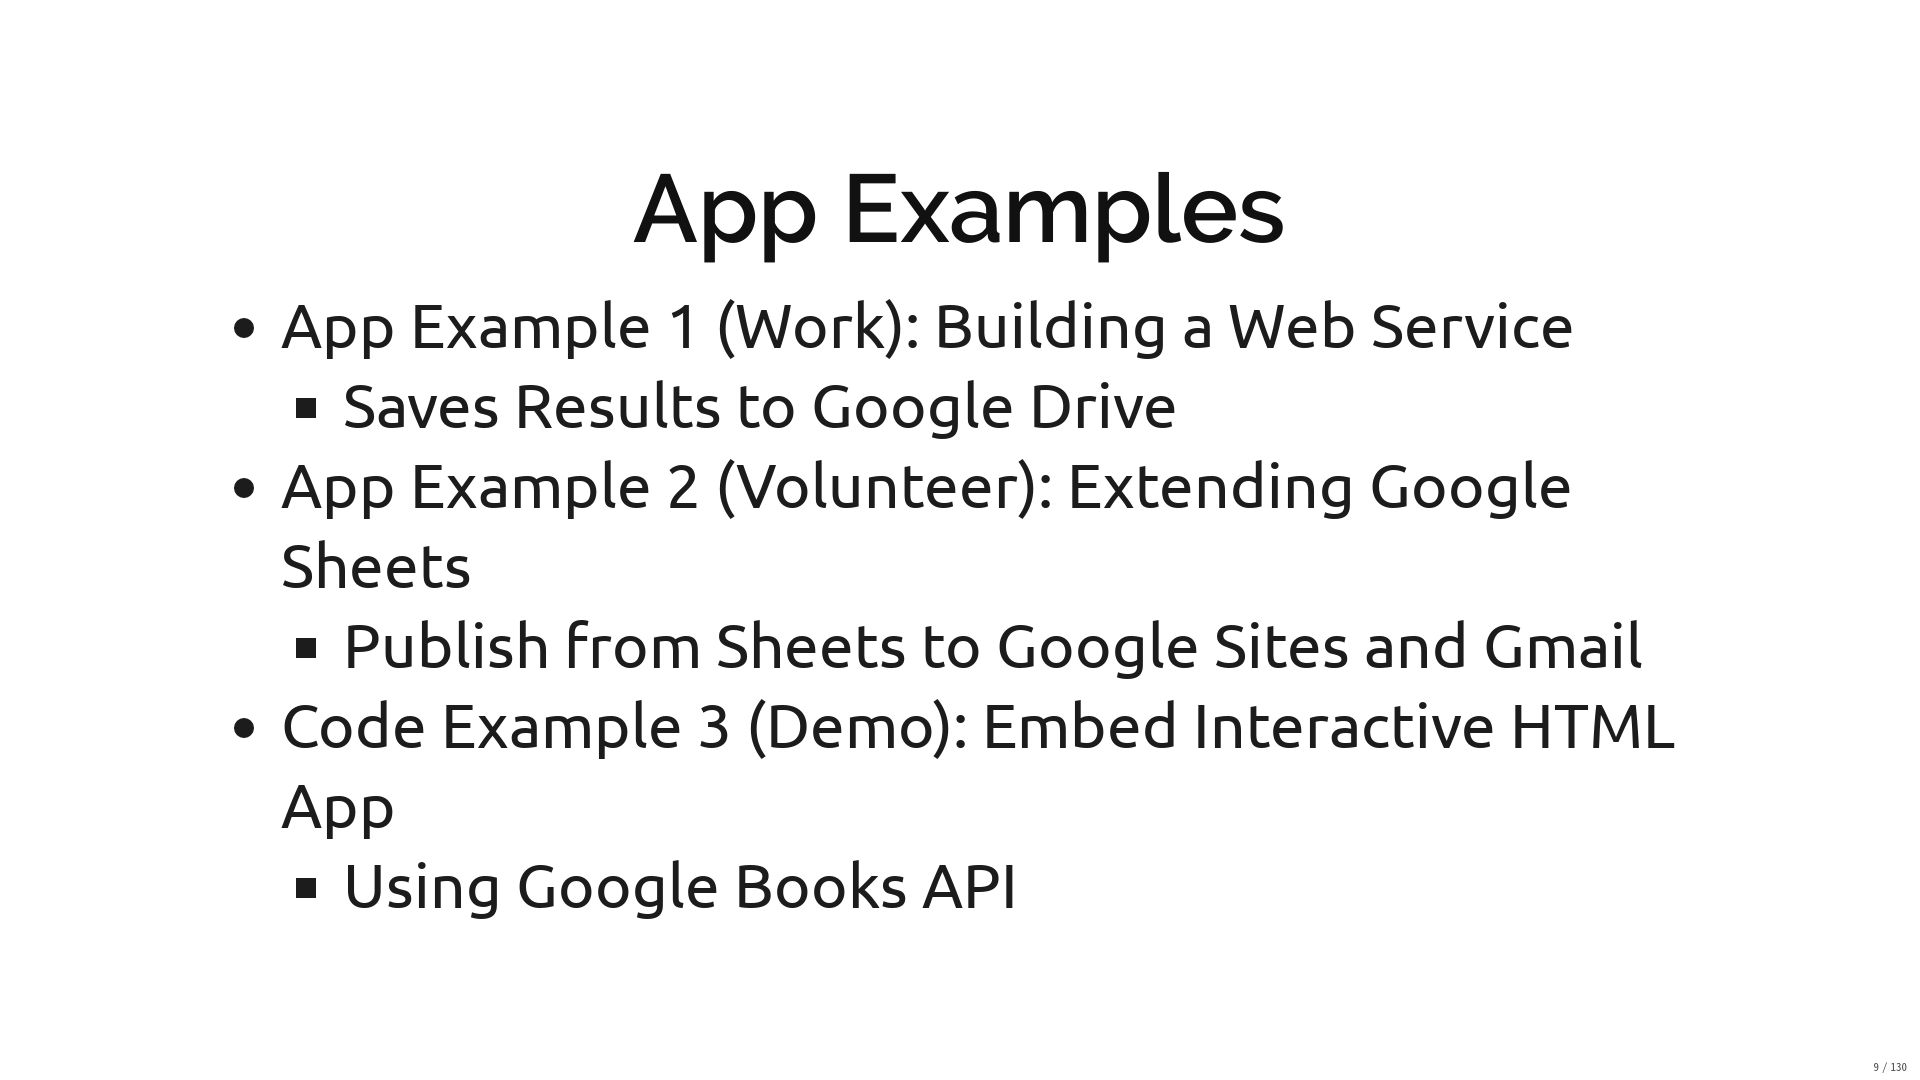 App Examples
• App Example 1 (Work): Building a Web Service
▪ Saves Results to Google Drive
• App Example 2 (Volunteer): Extending Google
Sheets
▪ Publish from Sheets to Google Sites and Gmail
• Code Example 3 (Demo): Embed Interactive HTML
App
▪ Using Google Books API
9 / 130